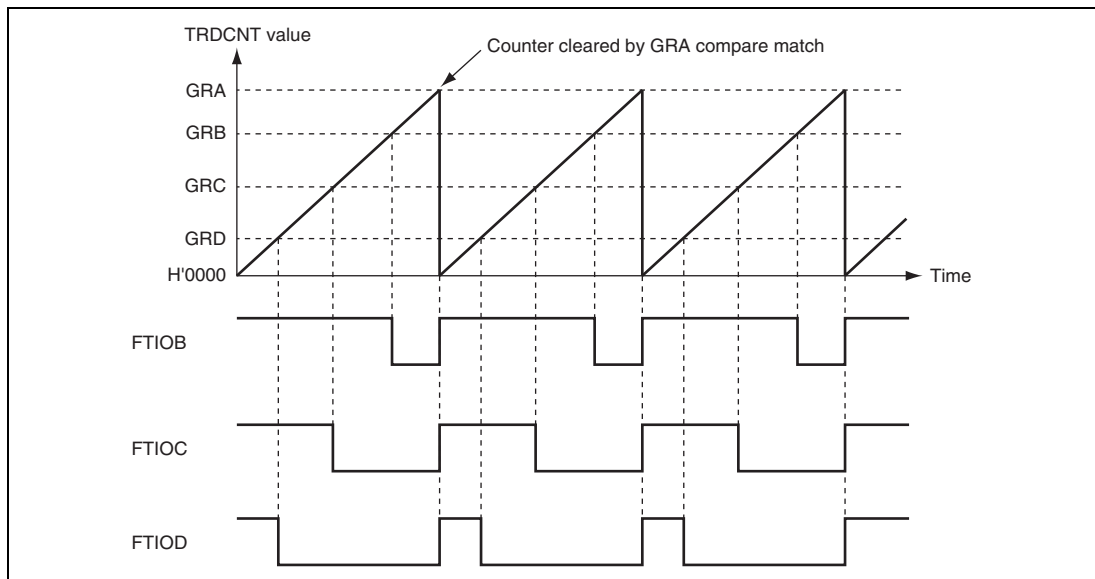 TRDCNT value
Counter cleared by GRA compare match
GRA
GRB
GRC
GRD
H'0000
Time
FTIOB
FTIOC
FTIOD